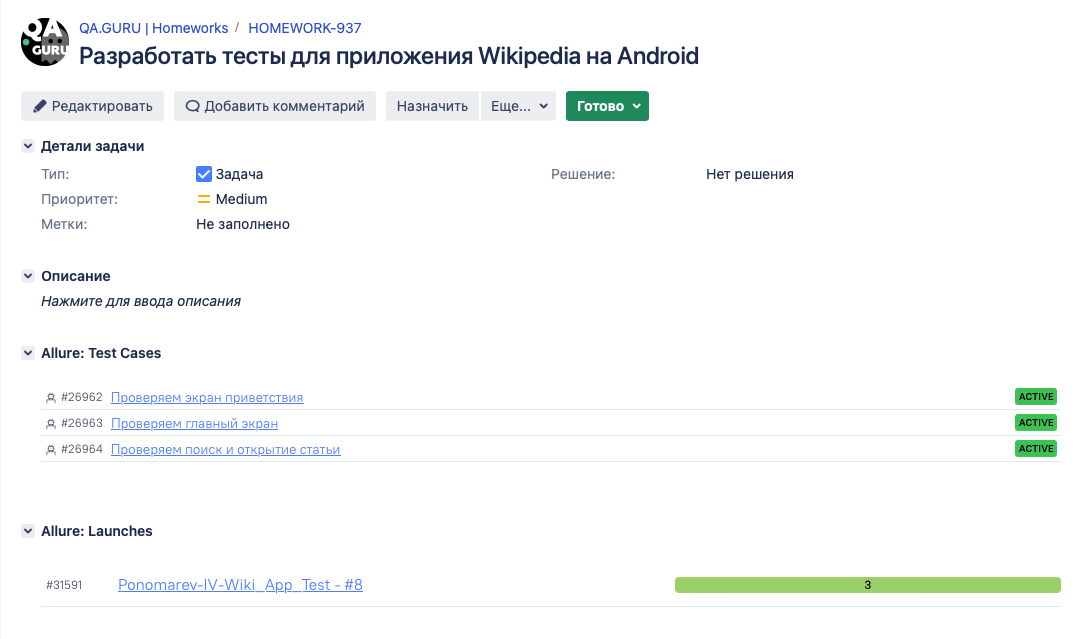 QA GURU
QA.GURU | Homeworks / HOMEWORK-937
Разработать тесты для приложения Wikipedia на Android
Редактировать Добавить комментарий Назначить Еще... Готово
Детали задачи
Тип: Задача Решение: Нет решения
Приоритет: Medium
Метки: Не заполнено
Описание
Нажмите для ввода описания
Allure: Test Cases
#26962 Проверяем экран приветствия ACTIVE
#26963 Проверяем главный экран ACTIVE
#26964 Проверяем поиск и открытие статьи ACTIVE
Allure: Launches
#31591 Ponomarev-IV-Wiki_App_Test - #8 3